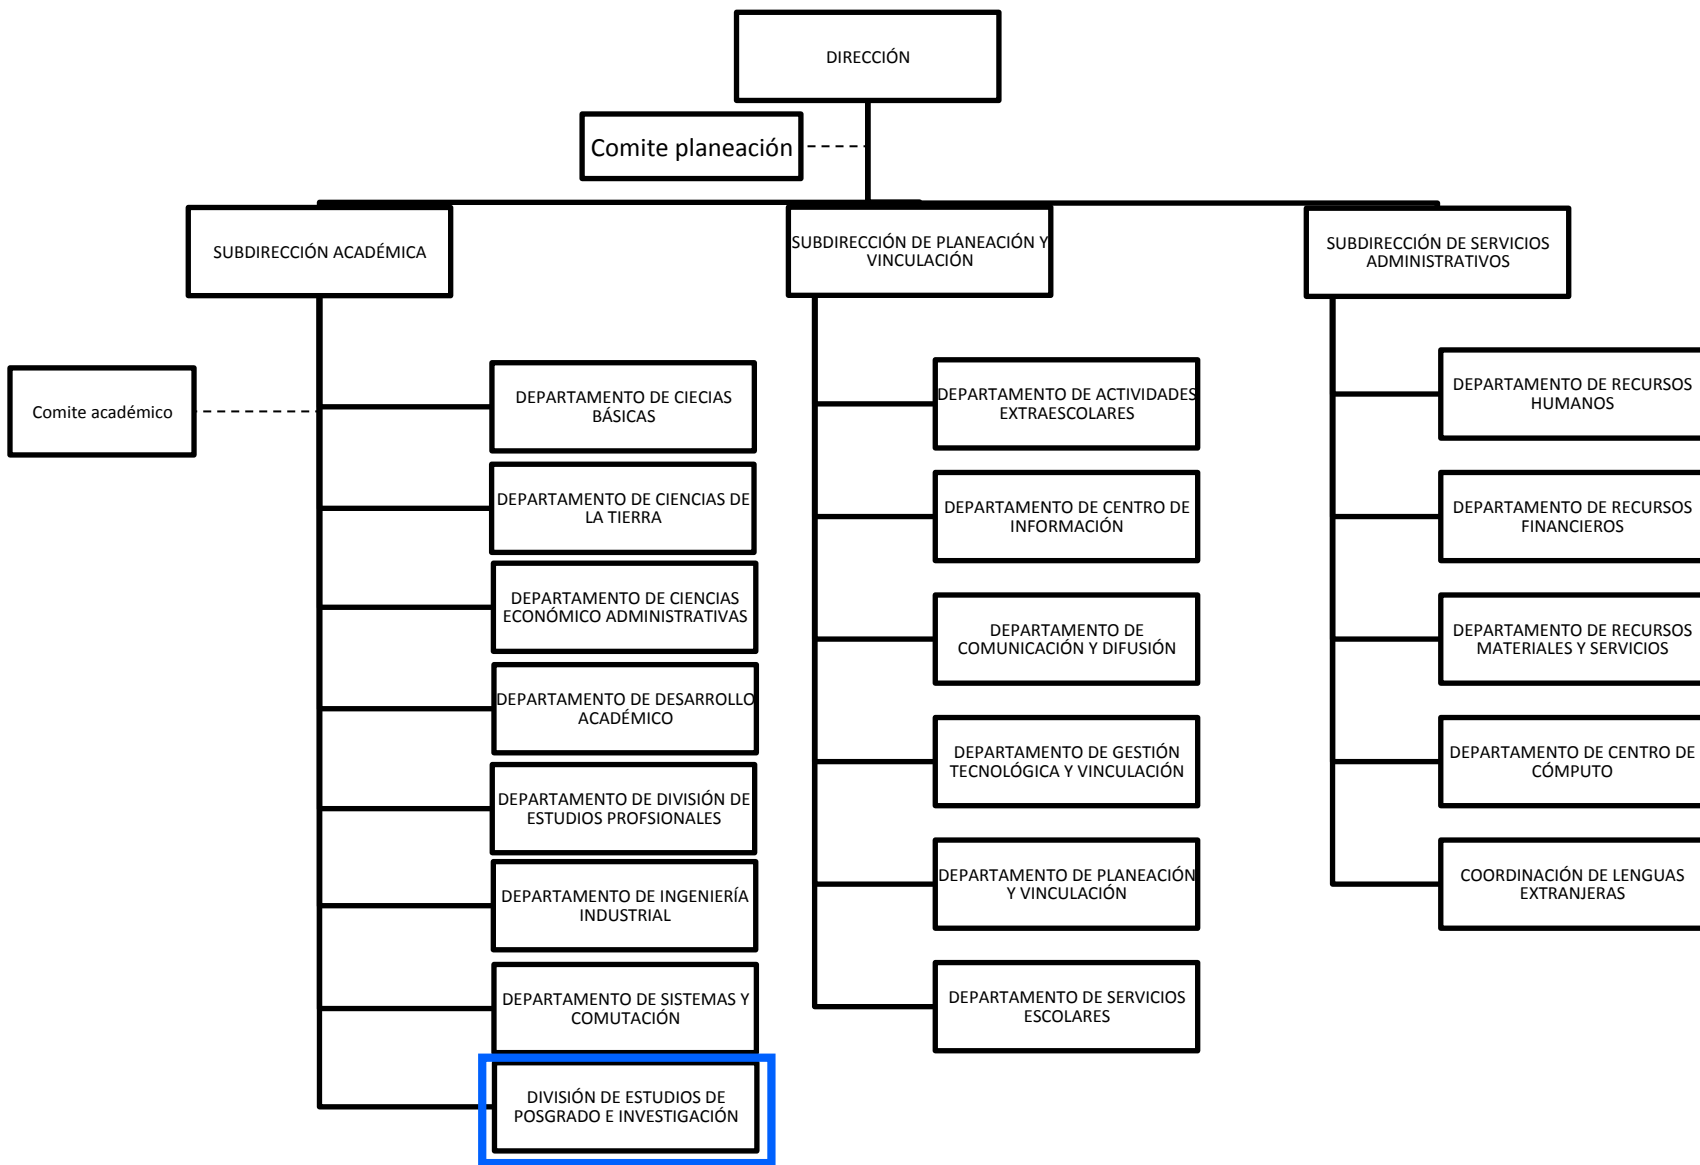 DIRECCIÓN
Comite planeación
SUBDIRECCIÓN ACADÉMICA
SUBDIRECCIÓN DE PLANEACIÓN Y
VINCULACIÓN
SUBDIRECCIÓN DE SERVICIOS
ADMINISTRATIVOS
Comite académico
DEPARTAMENTO DE CIECIAS
BÁSICAS
DEPARTAMENTO DE CIENCIAS DE
LA TIERRA
DEPARTAMENTO DE CIENCIAS
ECONÓMICO ADMINISTRATIVAS
DEPARTAMENTO DE DESARROLLO
ACADÉMICO
DEPARTAMENTO DE DIVISIÓN DE
ESTUDIOS PROFSIONALES
DEPARTAMENTO DE INGENIERÍA
INDUSTRIAL
DEPARTAMENTO DE SISTEMAS Y
COMUTACIÓN
DIVISIÓN DE ESTUDIOS DE
POSGRADO E INVESTIGACIÓN
DEPARTAMENTO DE ACTIVIDADES
EXTRAESCOLARES
DEPARTAMENTO DE CENTRO DE
INFORMACIÓN
DEPARTAMENTO DE
COMUNICACIÓN Y DIFUSIÓN
DEPARTAMENTO DE GESTIÓN
TECNOLÓGICA Y VINCULACIÓN
DEPARTAMENTO DE PLANEACIÓN
Y VINCULACIÓN
DEPARTAMENTO DE SERVICIOS
ESCOLARES
DEPARTAMENTO DE RECURSOS
HUMANOS
DEPARTAMENTO DE RECURSOS
FINANCIEROS
DEPARTAMENTO DE RECURSOS
MATERIALES Y SERVICIOS
DEPARTAMENTO DE CENTRO DE
CÓMPUTO
COORDINACIÓN DE LENGUAS
EXTRANJERAS